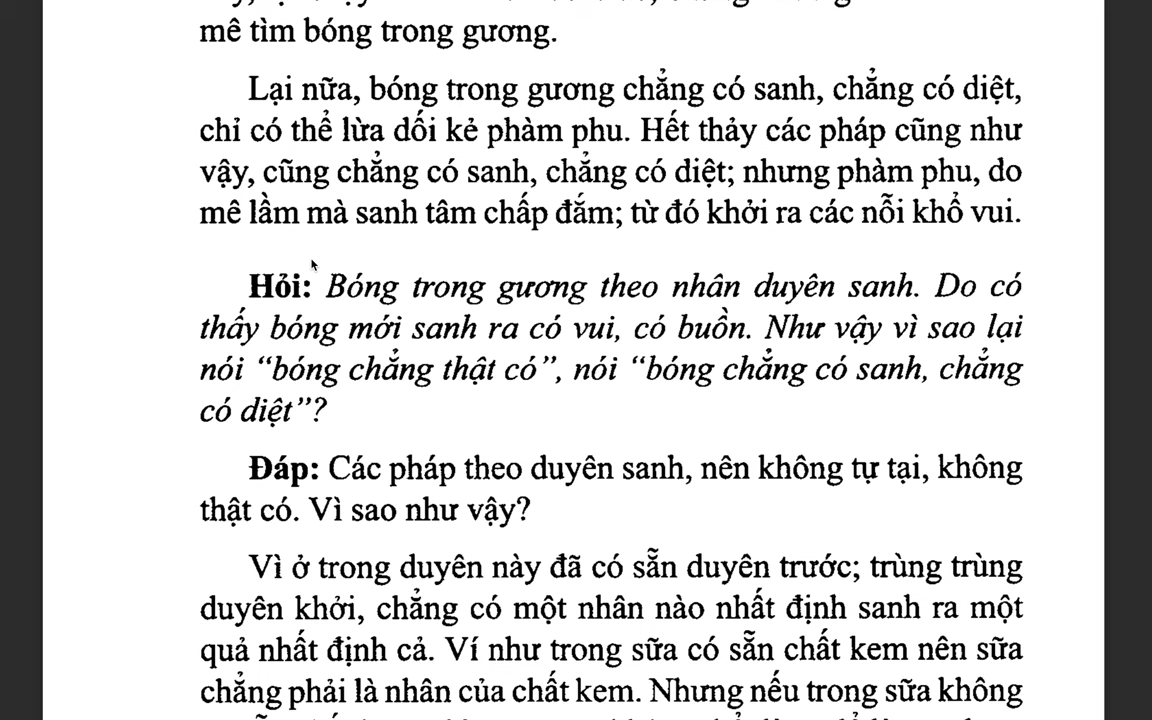 mê tìm bóng trong gương.
Lại nữa, bóng trong gương chẳng có sanh, chẳng có diệt,
chỉ có thể lừa dối kẻ phàm phu. Hết thảy các pháp cũng như
vậy, cũng chẳng có sanh, chẳng có diệt; nhưng phàm phu, do
mê lầm mà sanh tâm chấp đắm; từ đó khởi ra các nỗi khổ vui.
Hỏi: Bóng trong gương theo nhân duyên sanh. Do có
thấy bóng mới sanh ra có vui, có buồn. Như vậy vì sao lại
nói “bóng chẳng thật có”, nói “bóng chẳng có sanh, chẳng
có diệt”?
Đáp: Các pháp theo duyên sanh, nên không tự tại, không
thật có. Vì sao như vậy?
Vì ở trong duyên này đã có sẵn duyên trước; trùng trùng
duyên khởi, chẳng có một nhân nào nhất định sanh ra một
quả nhất định cả. Ví như trong sữa có sẵn chất kem nên sữa
chẳng phải là nhân của chất kem. Nhưng nếu trong sữa không